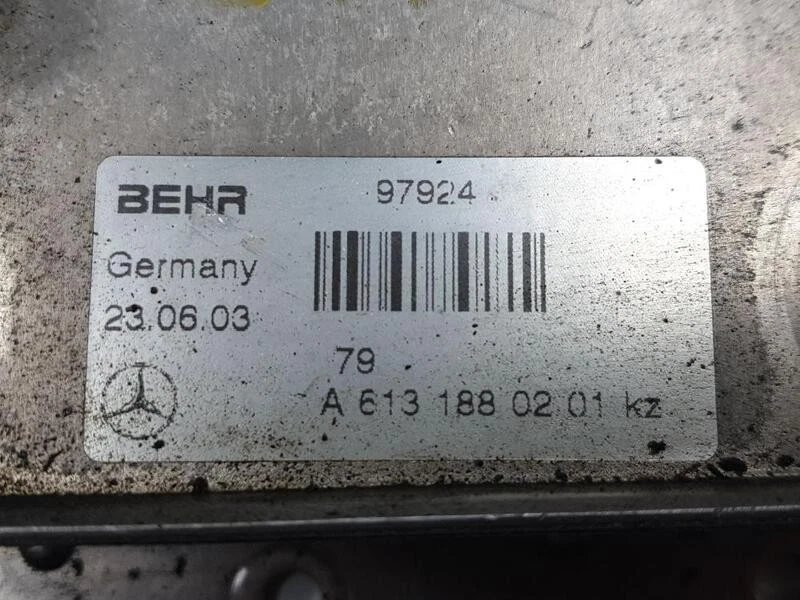 BEHR 97924
Germany
23.06.03
79
A 613 188 02 01 kz